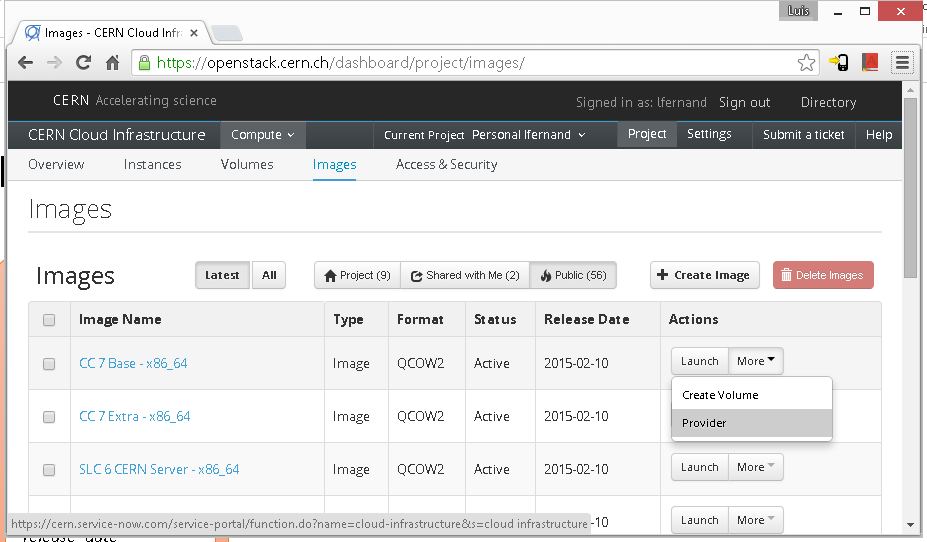 Luis
Images - CERN Cloud Infr
https://openstack.cern.ch/dashboard/project/images/
CERN Accelerating science Signed in as: lfernand Sign out Directory
CERN Cloud Infrastructure Compute Current Project Personal lfernand Project Settings Submit a ticket Help
Overview Instances Volumes Images Access & Security
Images
Images Latest All Project (9) Shared with Me (2) Public (56) + Create Image Delete Images
Image Name Type Format Status Release Date Actions
CC 7 Base - x86_64 Image QCOW2 Active 2015-02-10 Launch More
Create Volume
CC 7 Extra - x86_64 Image QCOW2 Active 2015-02-10
Provider
SLC 6 CERN Server - x86_64 Image QCOW2 Active 2015-02-10 Launch More
https://cern.service-now.com/service-portal/function.do?name=cloud-infrastructure&s=cloud infrastructure -10 Launch More
release date